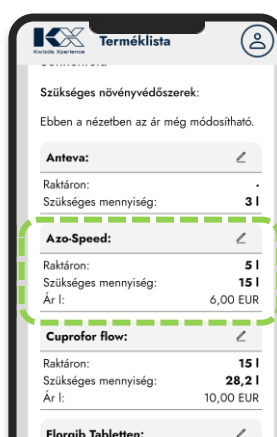 KX
Kwizda Xperience
Terméklista
Szükséges növényvédőszerek:
Ebben a nézetben az ár még módosítható.
Anteva:
Raktáron: -
Szükséges mennyiség: 3 l
Azo-Speed:
Raktáron: 5 l
Szükséges mennyiség: 15 l
Ár l: 6,00 EUR
Cuprofor flow:
Raktáron: 15 l
Szükséges mennyiség: 28,2 l
Ár l: 10,00 EUR
Florgib Tabletten: